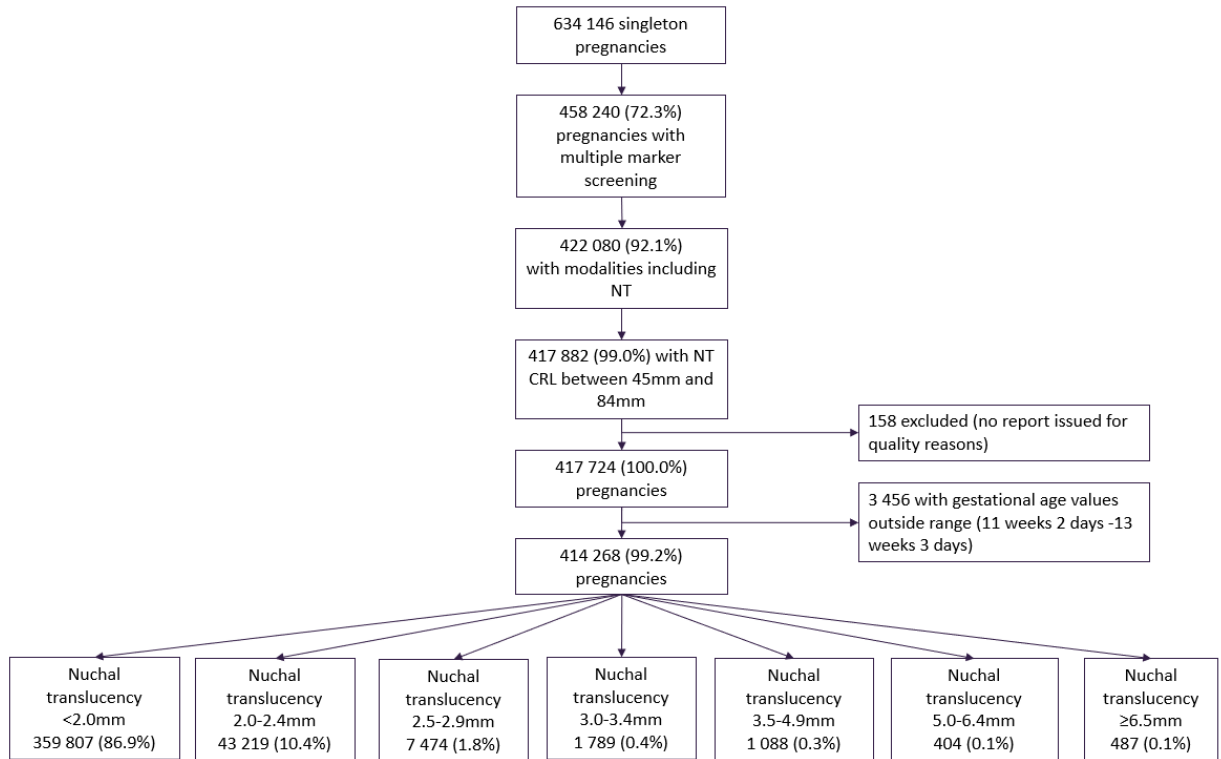 634 146 singleton
pregnancies
458 240 (72.3%)
pregnancies with
multiple marker
screening
422 080 (92.1%)
with modalities including
NT
417 882 (99.0%) with NT
CRL between 45mm and
84mm
158 excluded (no report issued for
quality reasons)
417 724 (100.0%)
pregnancies
3 456 with gestational age values
outside range (11 weeks 2 days -13
weeks 3 days)
414 268 (99.2%)
pregnancies
Nuchal
translucency
<2.0mm
359 807 (86.9%)
Nuchal
translucency
2.0-2.4mm
43 219 (10.4%)
Nuchal
translucency
2.5-2.9mm
7 474 (1.8%)
Nuchal
translucency
3.0-3.4mm
1 789 (0.4%)
Nuchal
translucency
3.5-4.9mm
1 088 (0.3%)
Nuchal
translucency
5.0-6.4mm
404 (0.1%)
Nuchal
translucency
≥6.5mm
487 (0.1%)